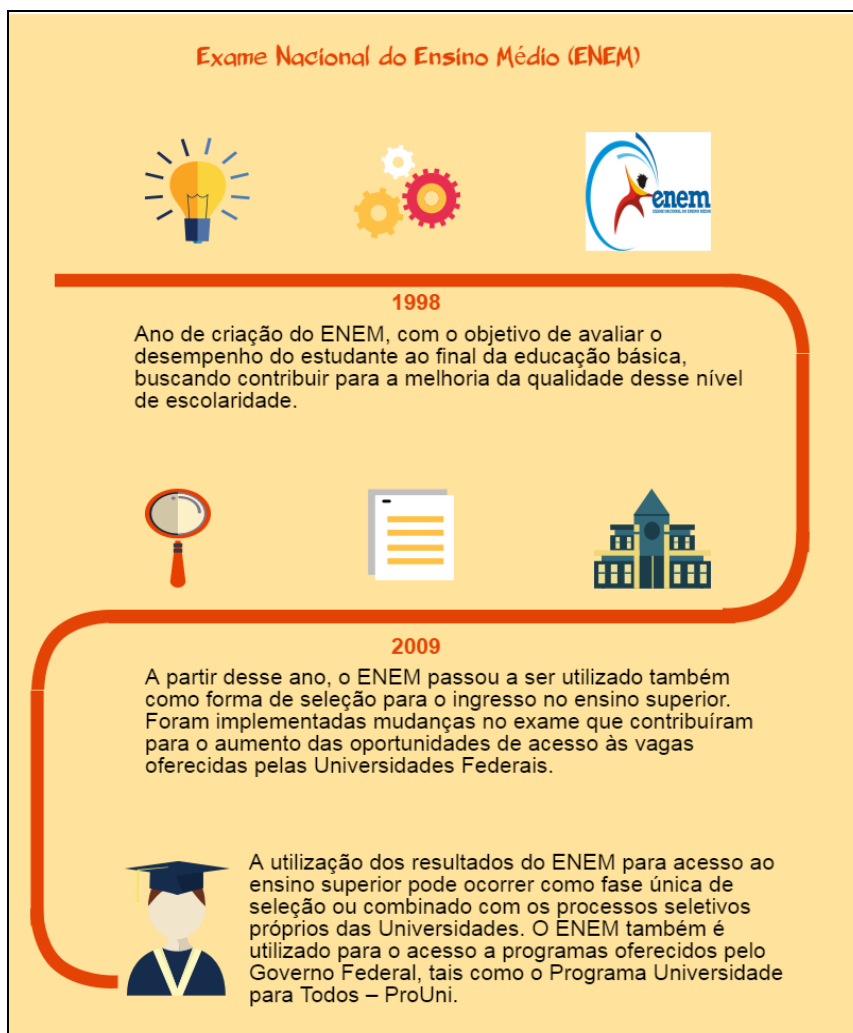 Exame Nacional do Ensino Médio (ENEM)
enem
EXAME NACIONAL DO ENSINO MÉDIO
1998
Ano de criação do ENEM, com o objetivo de avaliar o
desempenho do estudante ao final da educação básica,
buscando contribuir para a melhoria da qualidade desse nível
de escolaridade.
2009
A partir desse ano, o ENEM passou a ser utilizado também
como forma de seleção para o ingresso no ensino superior.
Foram implementadas mudanças no exame que contribuíram
para o aumento das oportunidades de acesso às vagas
oferecidas pelas Universidades Federais.
A utilização dos resultados do ENEM para acesso ao
ensino superior pode ocorrer como fase única de
seleção ou combinado com os processos seletivos
próprios das Universidades. O ENEM também é
utilizado para o acesso a programas oferecidos pelo
Governo Federal, tais como o Programa Universidade
para Todos – ProUni.